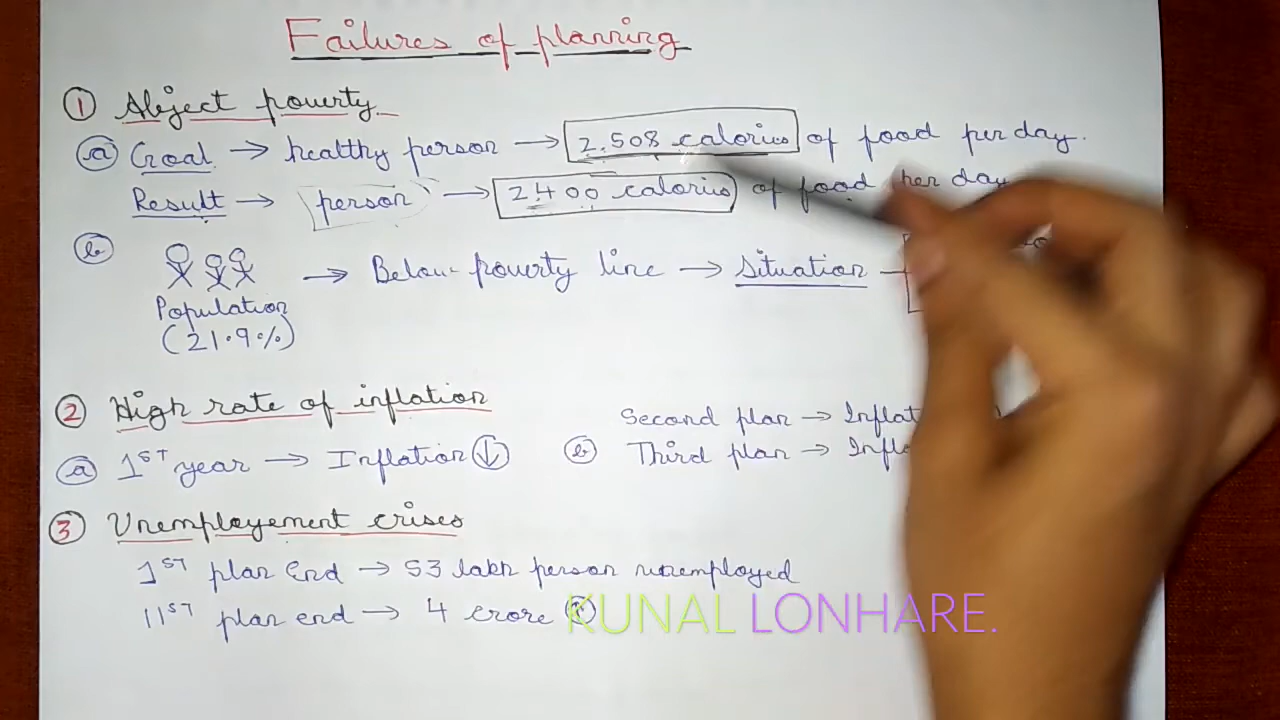 Failures of planning
① Abject poverty
ⓐ Goal → healthy person → 2.508 calories of food per day.
Result → person → 2.400 calories of food per day
ⓑ → Below poverty line → Situation →
Population
(21.9%)
② High rate of inflation
ⓐ 1ST year → Inflation ↓
Second plan →
ⓑ Third plan →
③ Unemployement crises
1ST plan End → 53 lakh person unemployed
11ST plan end → 4 crore
KUNAL LONHARE.